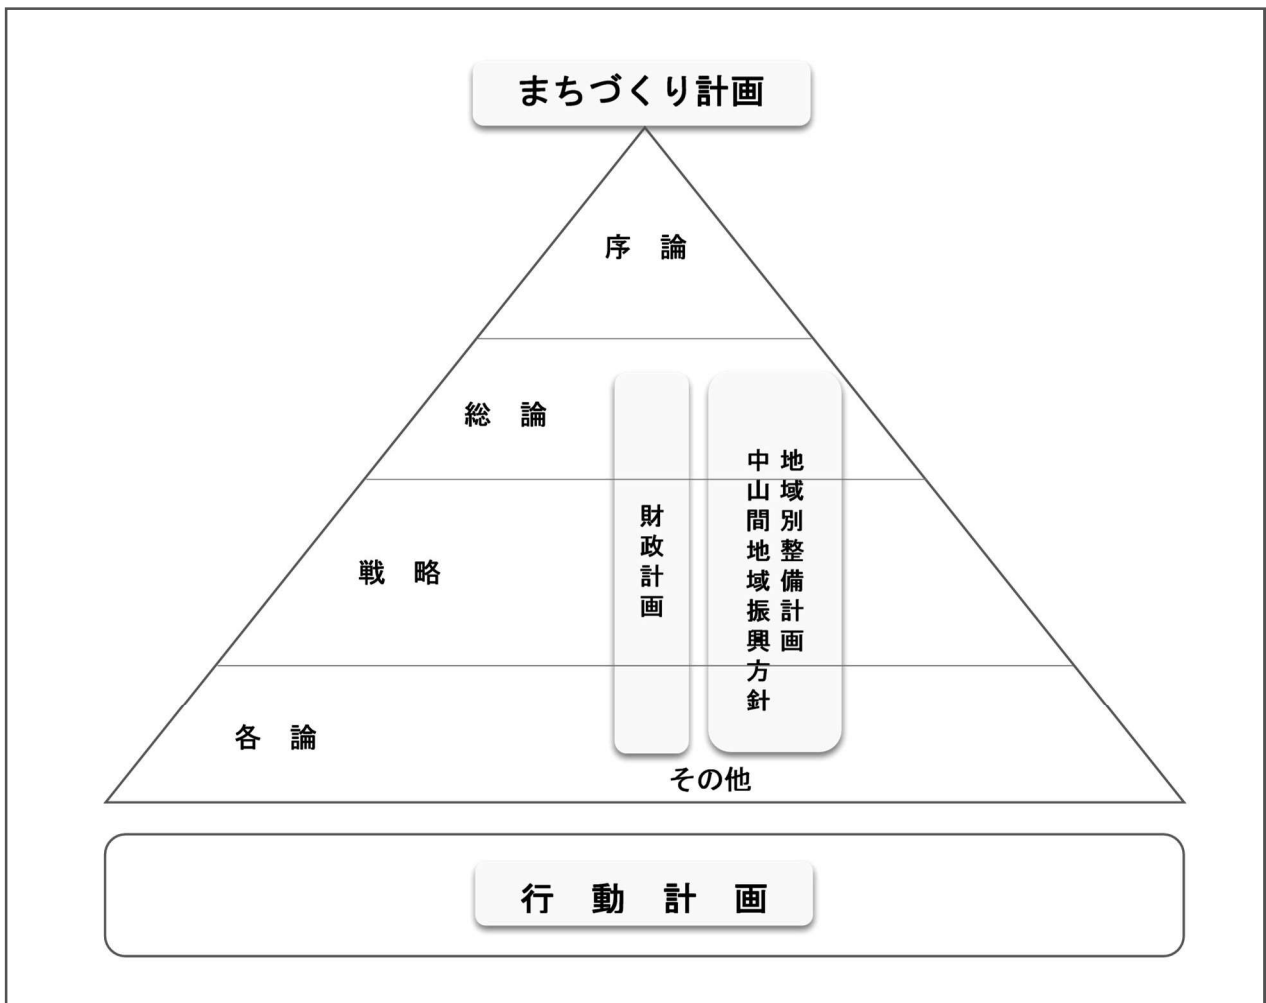 まちづくり計画
序　論
総　論
戦　略
各　論
財政計画
地域別整備計画
中山間地域振興方針
その他
行　動　計　画